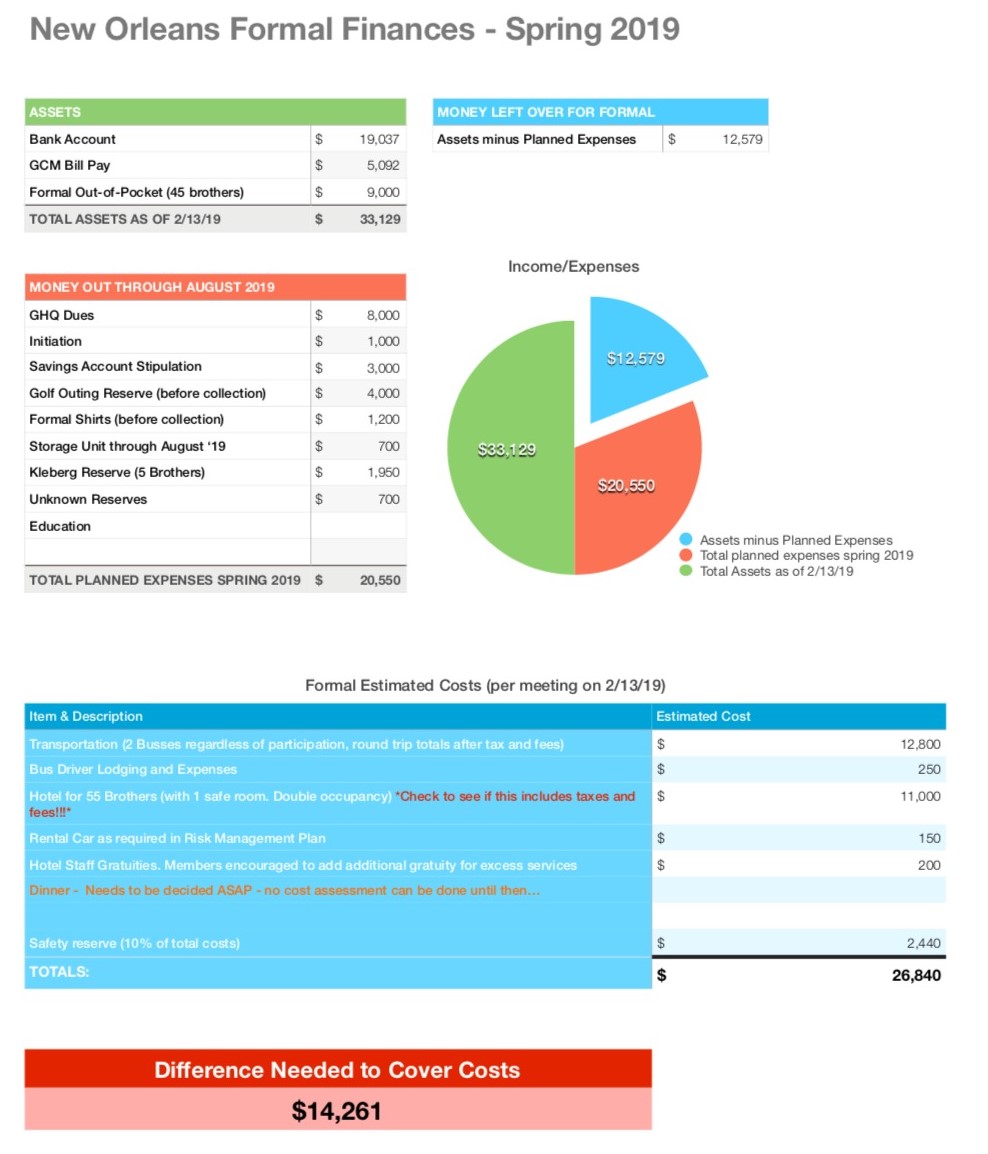 New Orleans Formal Finances - Spring 2019
ASSETS
Bank Account $ 19,037
GCM Bill Pay $ 5,092
Formal Out-of-Pocket (45 brothers) $ 9,000
TOTAL ASSETS AS OF 2/13/19 $ 33,129
MONEY LEFT OVER FOR FORMAL
Assets minus Planned Expenses $ 12,579
MONEY OUT THROUGH AUGUST 2019
GHQ Dues $ 8,000
Initiation $ 1,000
Savings Account Stipulation $ 3,000
Golf Outing Reserve (before collection) $ 4,000
Formal Shirts (before collection) $ 1,200
Storage Unit through August ‘19 $ 700
Kleberg Reserve (5 Brothers) $ 1,950
Unknown Reserves $ 700
Education
TOTAL PLANNED EXPENSES SPRING 2019 $ 20,550
Income/Expenses
$12,579
$33,129
$20,550
Assets minus Planned Expenses
Total planned expenses spring 2019
Total Assets as of 2/13/19
Formal Estimated Costs (per meeting on 2/13/19)
Item & Description Estimated Cost
Transportation (2 Busses regardless of participation, round trip totals after tax and fees) $ 12,800
Bus Driver Lodging and Expenses $ 250
Hotel for 55 Brothers (with 1 safe room. Double occupancy) *Check to see if this includes taxes and $ 11,000
fees!!!*
Rental Car as required in Risk Management Plan $ 150
Hotel Staff Gratuities. Members encouraged to add additional gratuity for excess services $ 200
Dinner - Needs to be decided ASAP - no cost assessment can be done until then…
Safety reserve (10% of total costs) $ 2,440
TOTALS: $ 26,840
Difference Needed to Cover Costs
$14,261